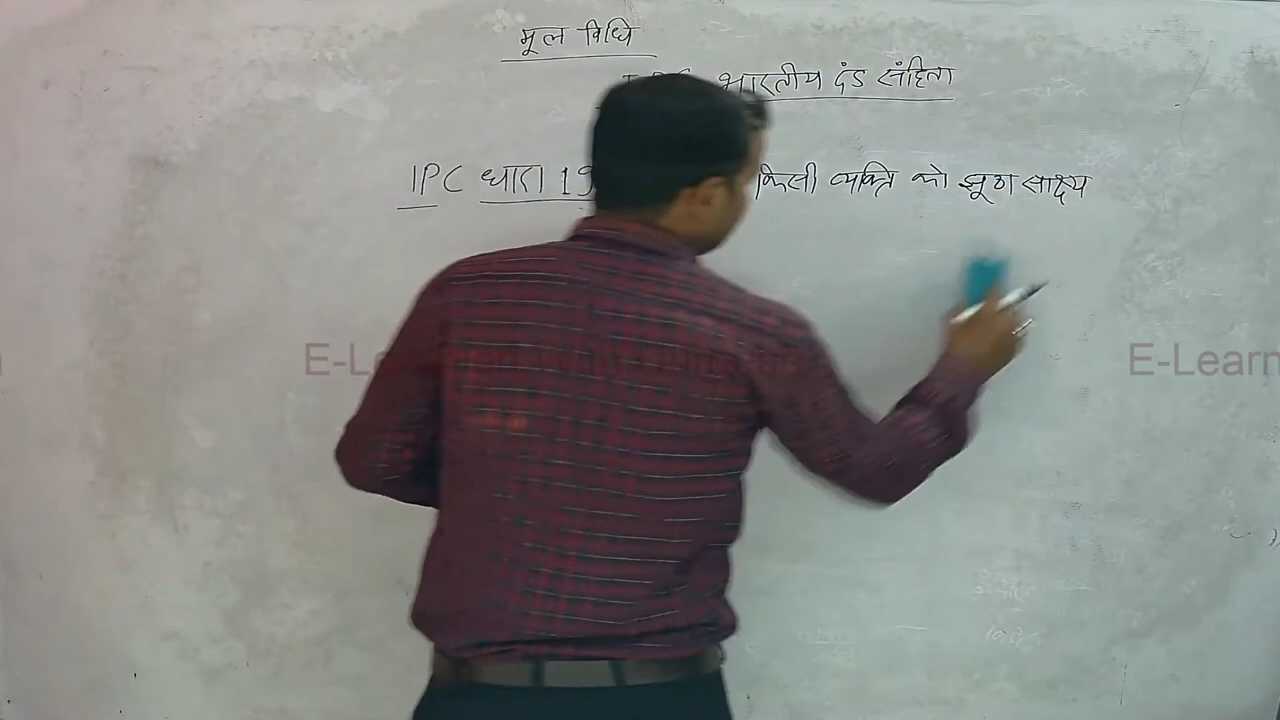 मूल विधि
भारतीय दंड संहिता
IPC धारा 19 किसी व्यक्ति को झूठा साक्ष्य
E-Learn